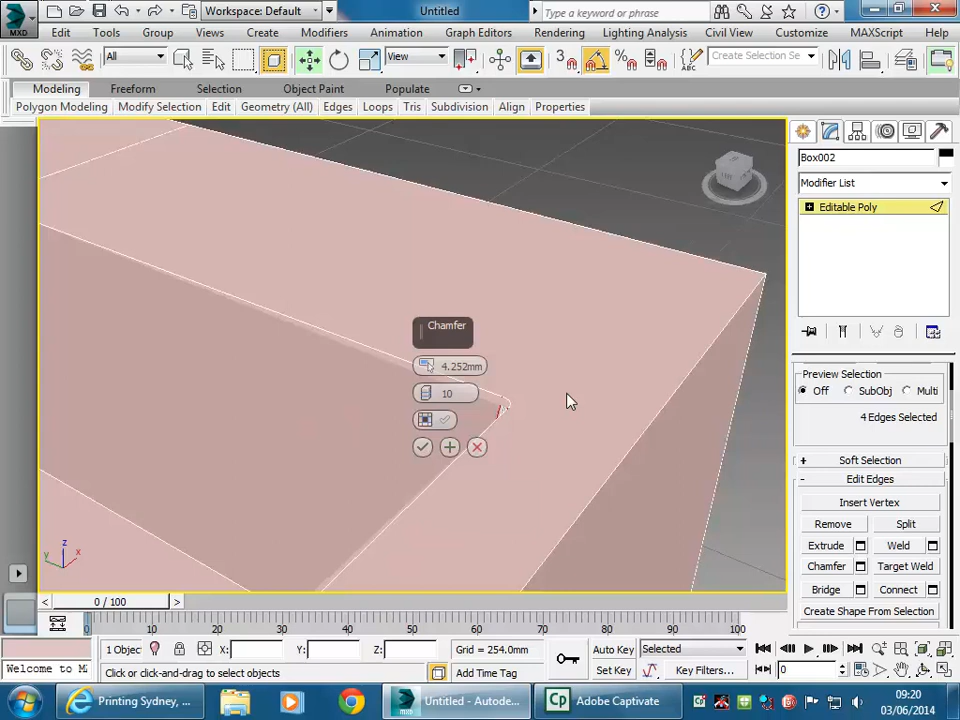 MXD
Workspace: Default
Untitled
Type a keyword or phrase
Edit Tools Group Views Create Modifiers Animation Graph Editors Rendering Lighting Analysis Civil View Customize MAXScript Help
All
View
3
Create Selection Se
Modeling Freeform Selection Object Paint Populate
Polygon Modeling Modify Selection Edit Geometry (All) Edges Loops Tris Subdivision Align Properties
Box002
Modifier List
Editable Poly
Chamfer
4.252mm
10
Preview Selection
Off SubObj Multi
4 Edges Selected
+ Soft Selection
- Edit Edges
Insert Vertex
Remove Split
Extrude Weld
Chamfer Target Weld
Bridge Connect
Create Shape From Selection
z
y x
< 0 / 100 >
0 10 20 30 40 50 60 70 80 90 100
1 Object X: Y: Z: Grid = 254.0mm Auto Key Selected
Welcome to M Click or click-and-drag to select objects Add Time Tag Set Key Key Filters... 0
Printing Sydney, ... Untitled - Autode... Adobe Captivate
09:20
03/06/2014